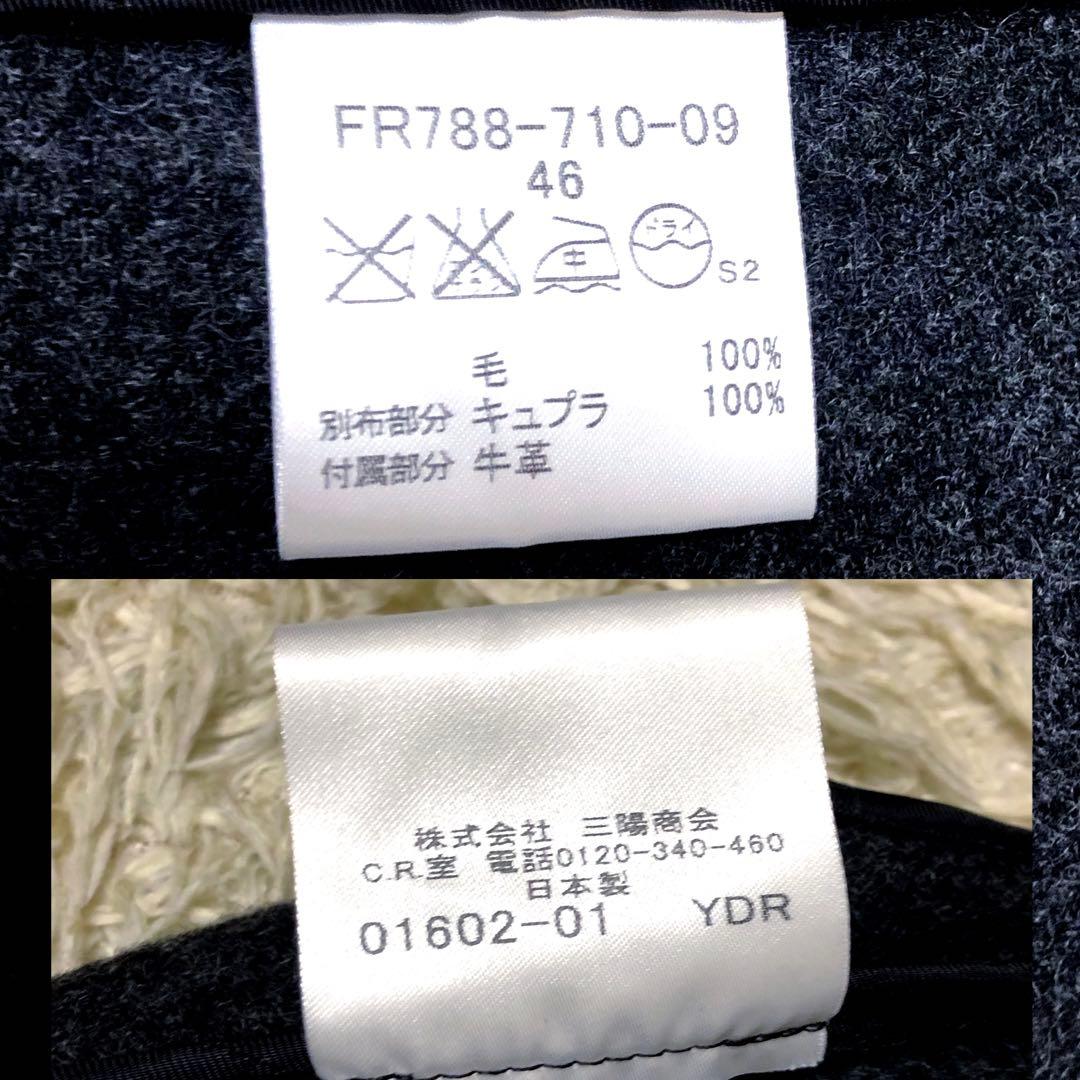 FR788-710-09
46
中 ドライ S2
毛 100%
別布部分 キュプラ 100%
付属部分 牛革
株式会社 三陽商会
C.R.室 電話0120-340-460
日本製
01602-01 YDR